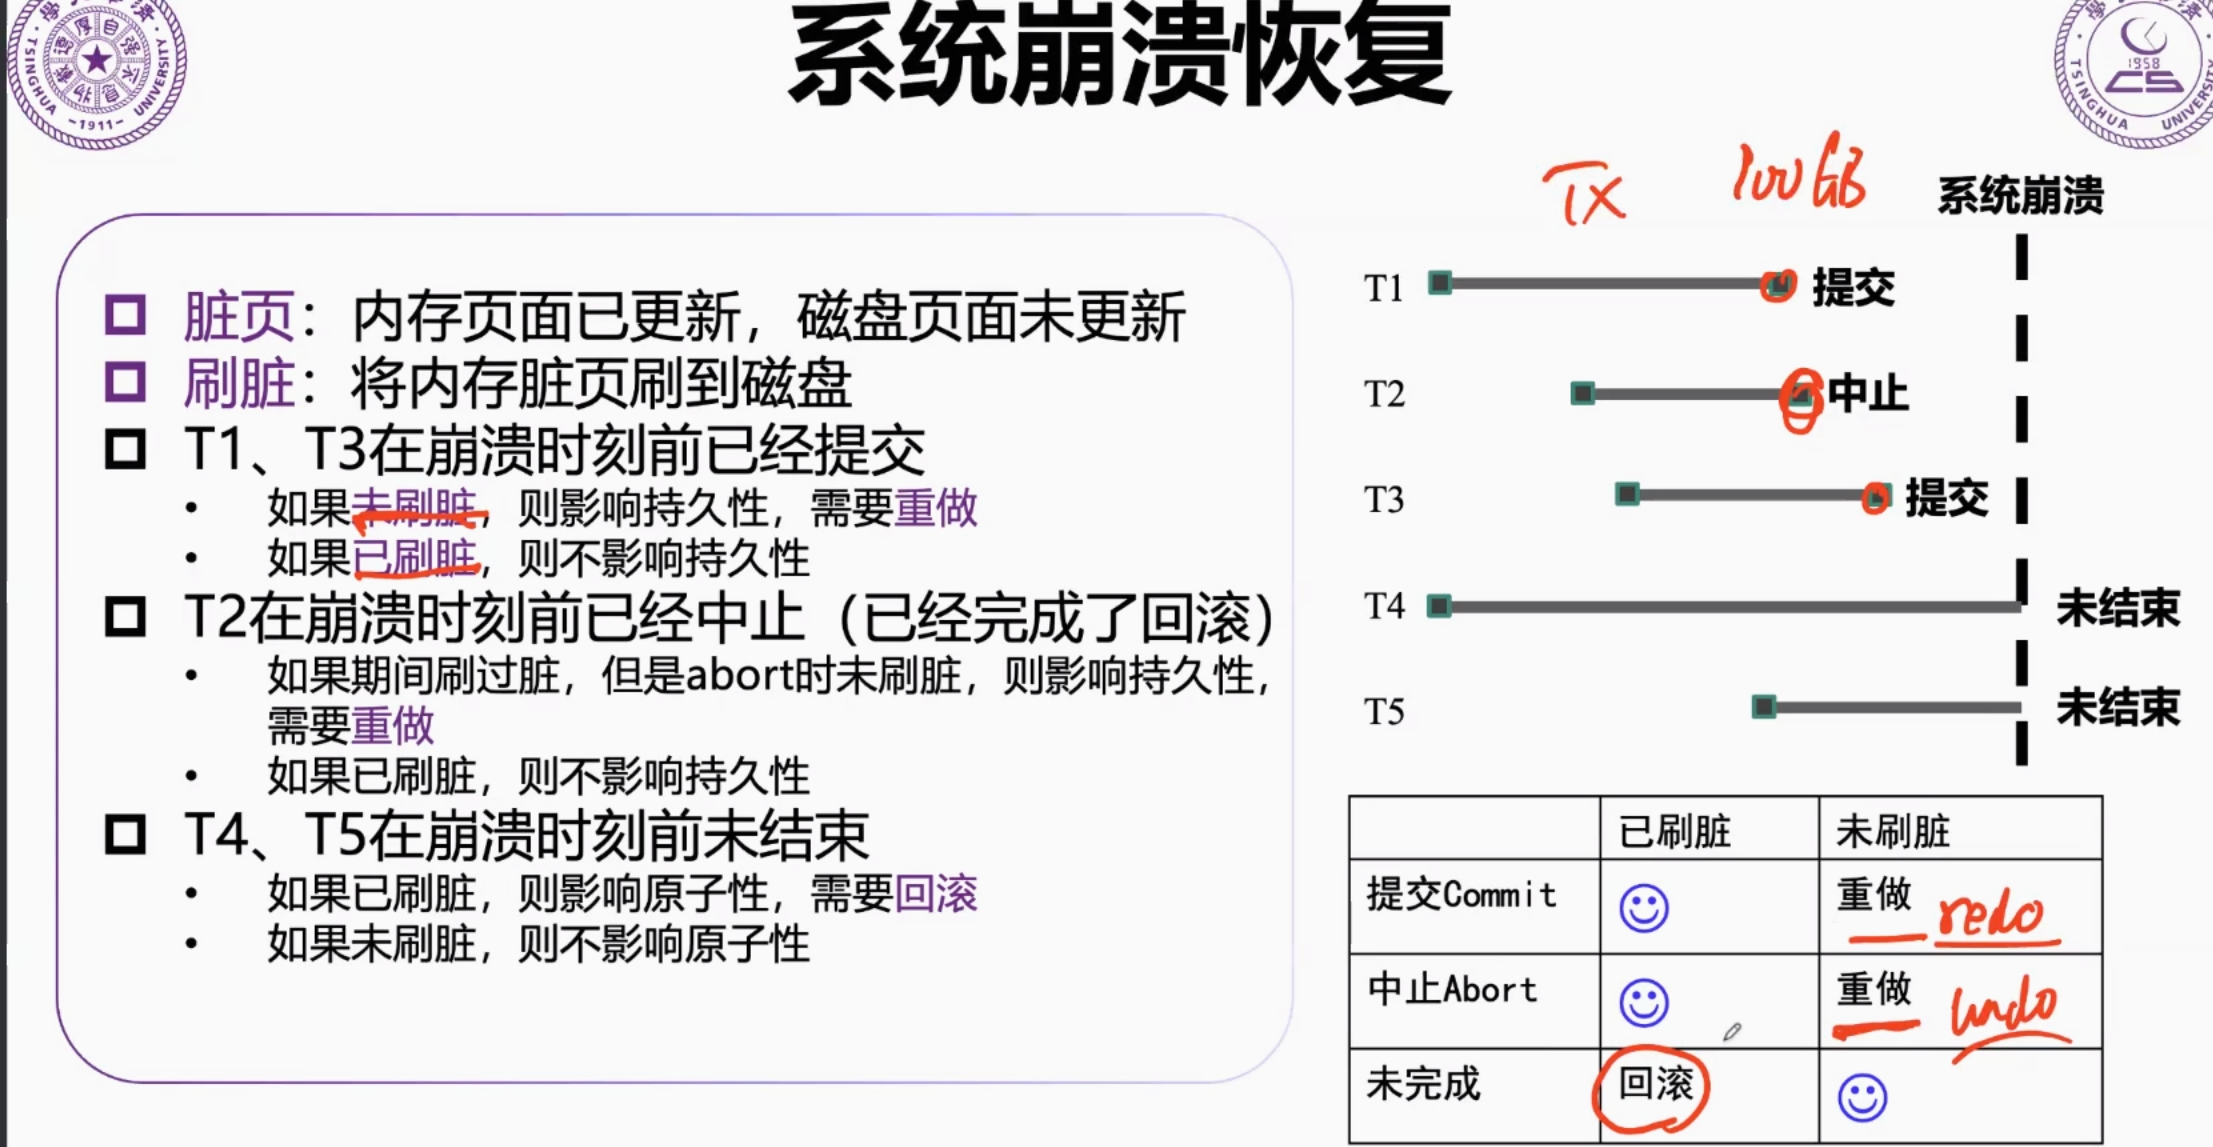 系统崩溃恢复
TSINGHUA UNIVERSITY
-1911-
1958
CS
TSINGHUA UNIVERSITY
脏页：内存页面已更新，磁盘页面未更新
刷脏：将内存脏页刷到磁盘
T1、T3在崩溃时刻前已经提交
• 如果未刷脏，则影响持久性，需要重做
• 如果已刷脏，则不影响持久性
T2在崩溃时刻前已经中止（已经完成了回滚）
• 如果期间刷过脏，但是abort时未刷脏，则影响持久性，
需要重做
• 如果已刷脏，则不影响持久性
T4、T5在崩溃时刻前未结束
• 如果已刷脏，则影响原子性，需要回滚
• 如果未刷脏，则不影响原子性
TX 100GB 系统崩溃
T1 提交
T2 中止
T3 提交
T4 未结束
T5 未结束
已刷脏 未刷脏
提交Commit 重做 redo
中止Abort 重做 undo
未完成 回滚